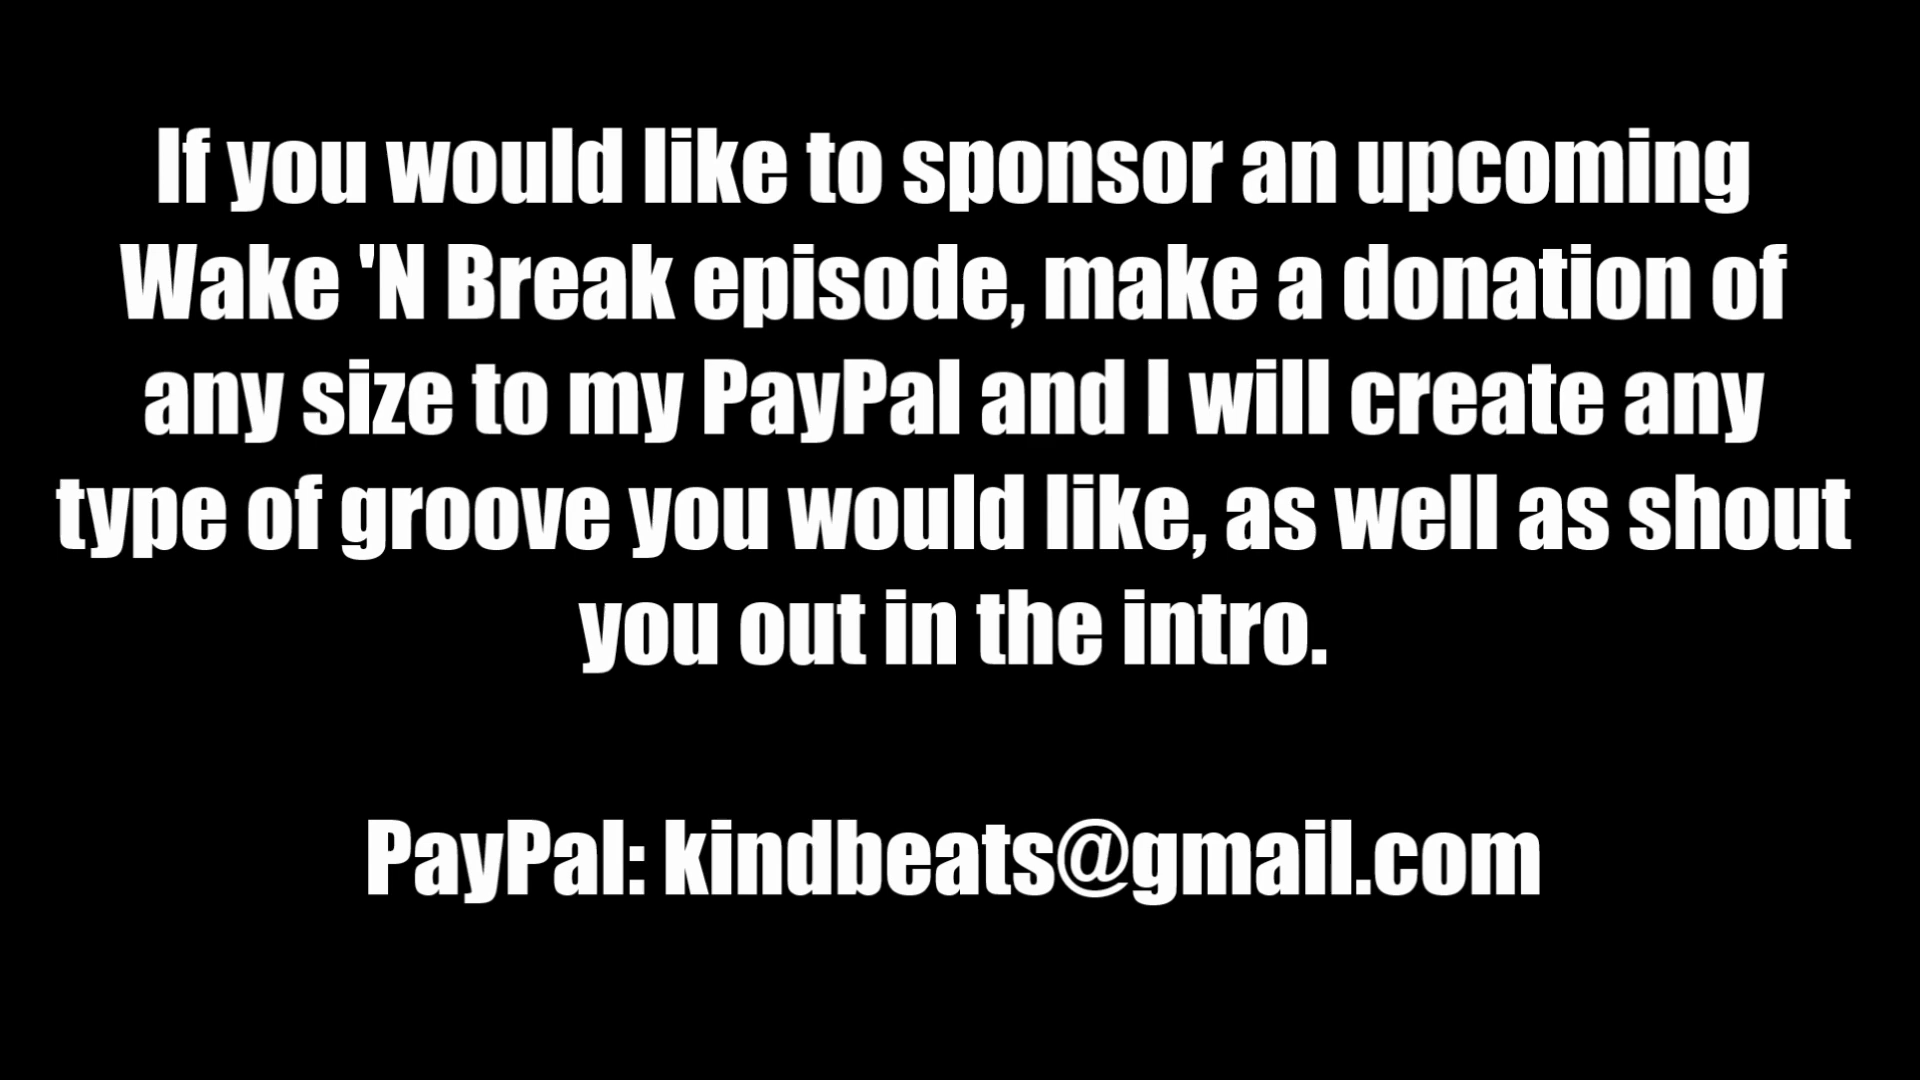 If you would like to sponsor an upcoming
Wake 'N Break episode, make a donation of
any size to my PayPal and I will create any
type of groove you would like, as well as shout
you out in the intro.
PayPal: kindbeats@gmail.com